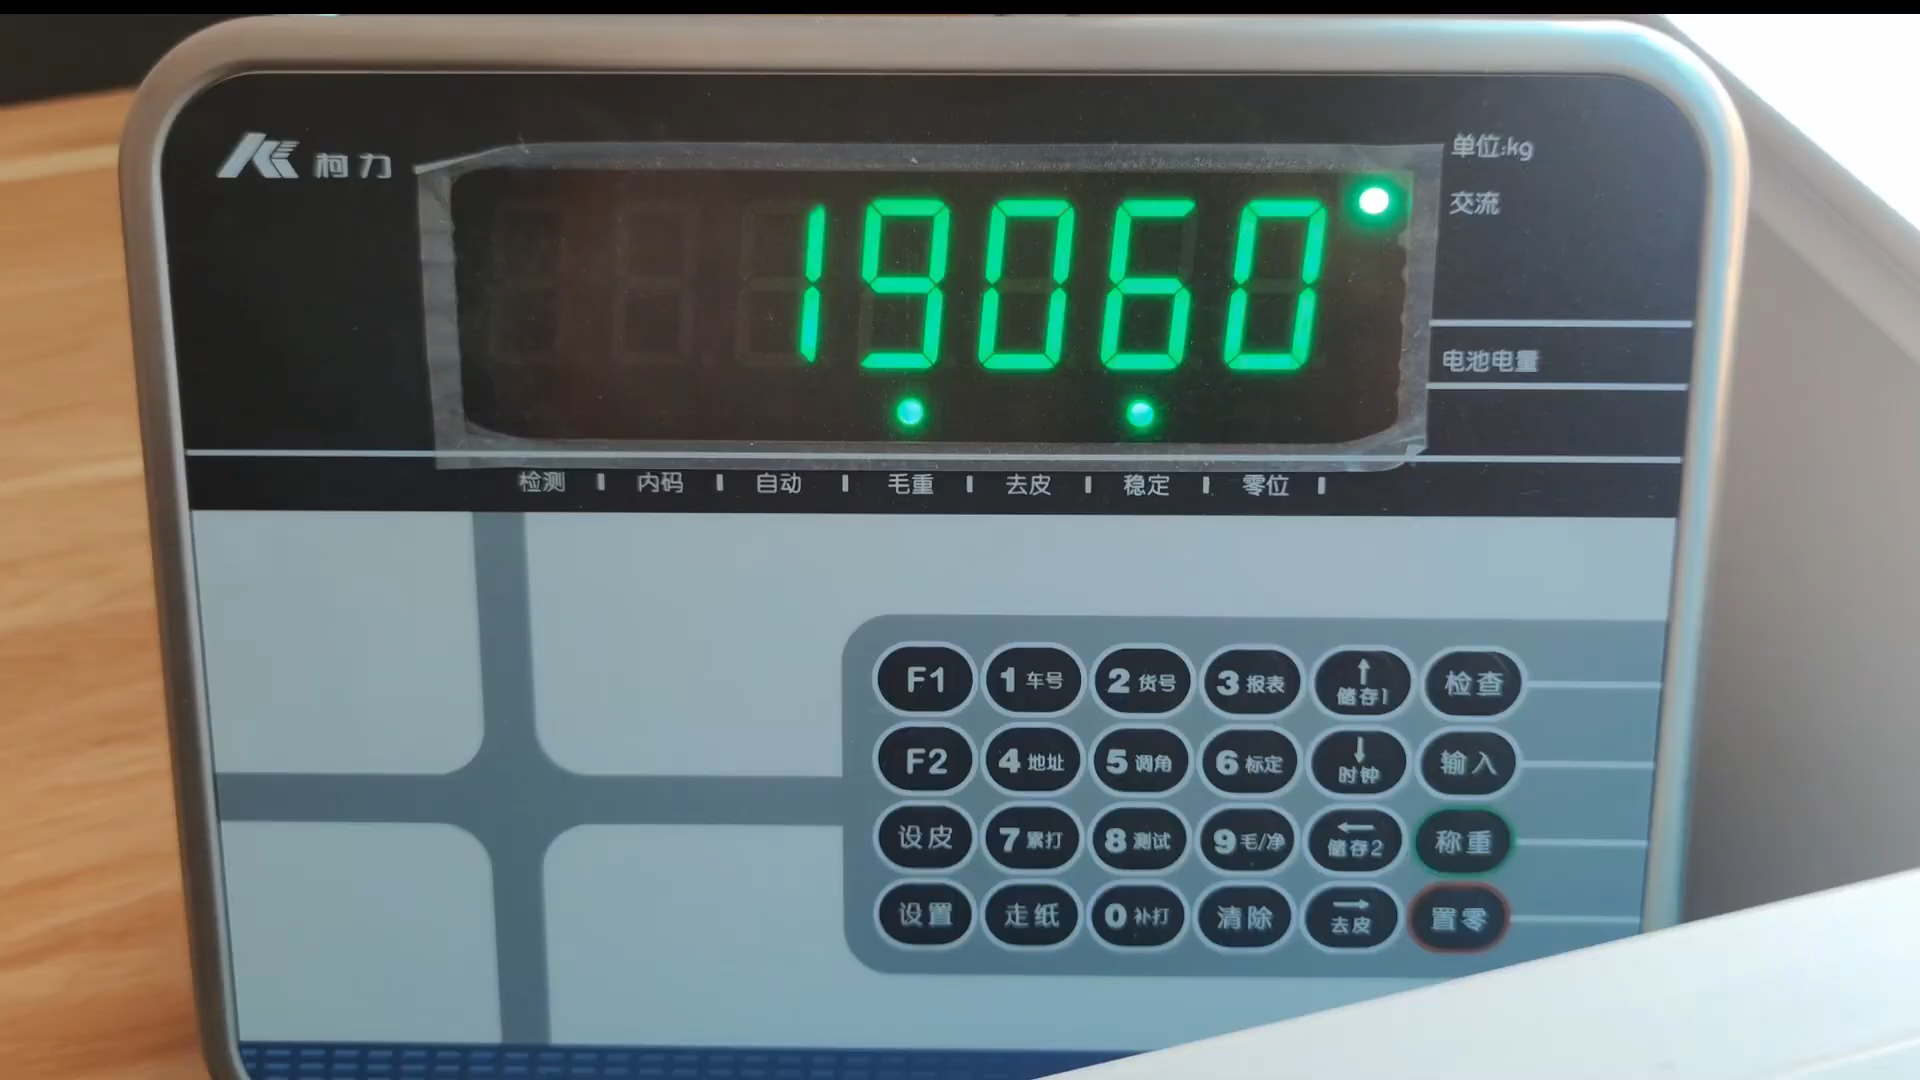 柯力
单位:kg
19060
交流
电池电量
检测 内码 自动 毛重 去皮 稳定 零位
F1 1车号 2货号 3报表 ↑储存1 检查
F2 4地址 5调角 6标定 ↓时钟 输入
设皮 7累打 8测试 9毛/净 ←储存2 称重
设置 走纸 0补打 清除 →去皮 置零